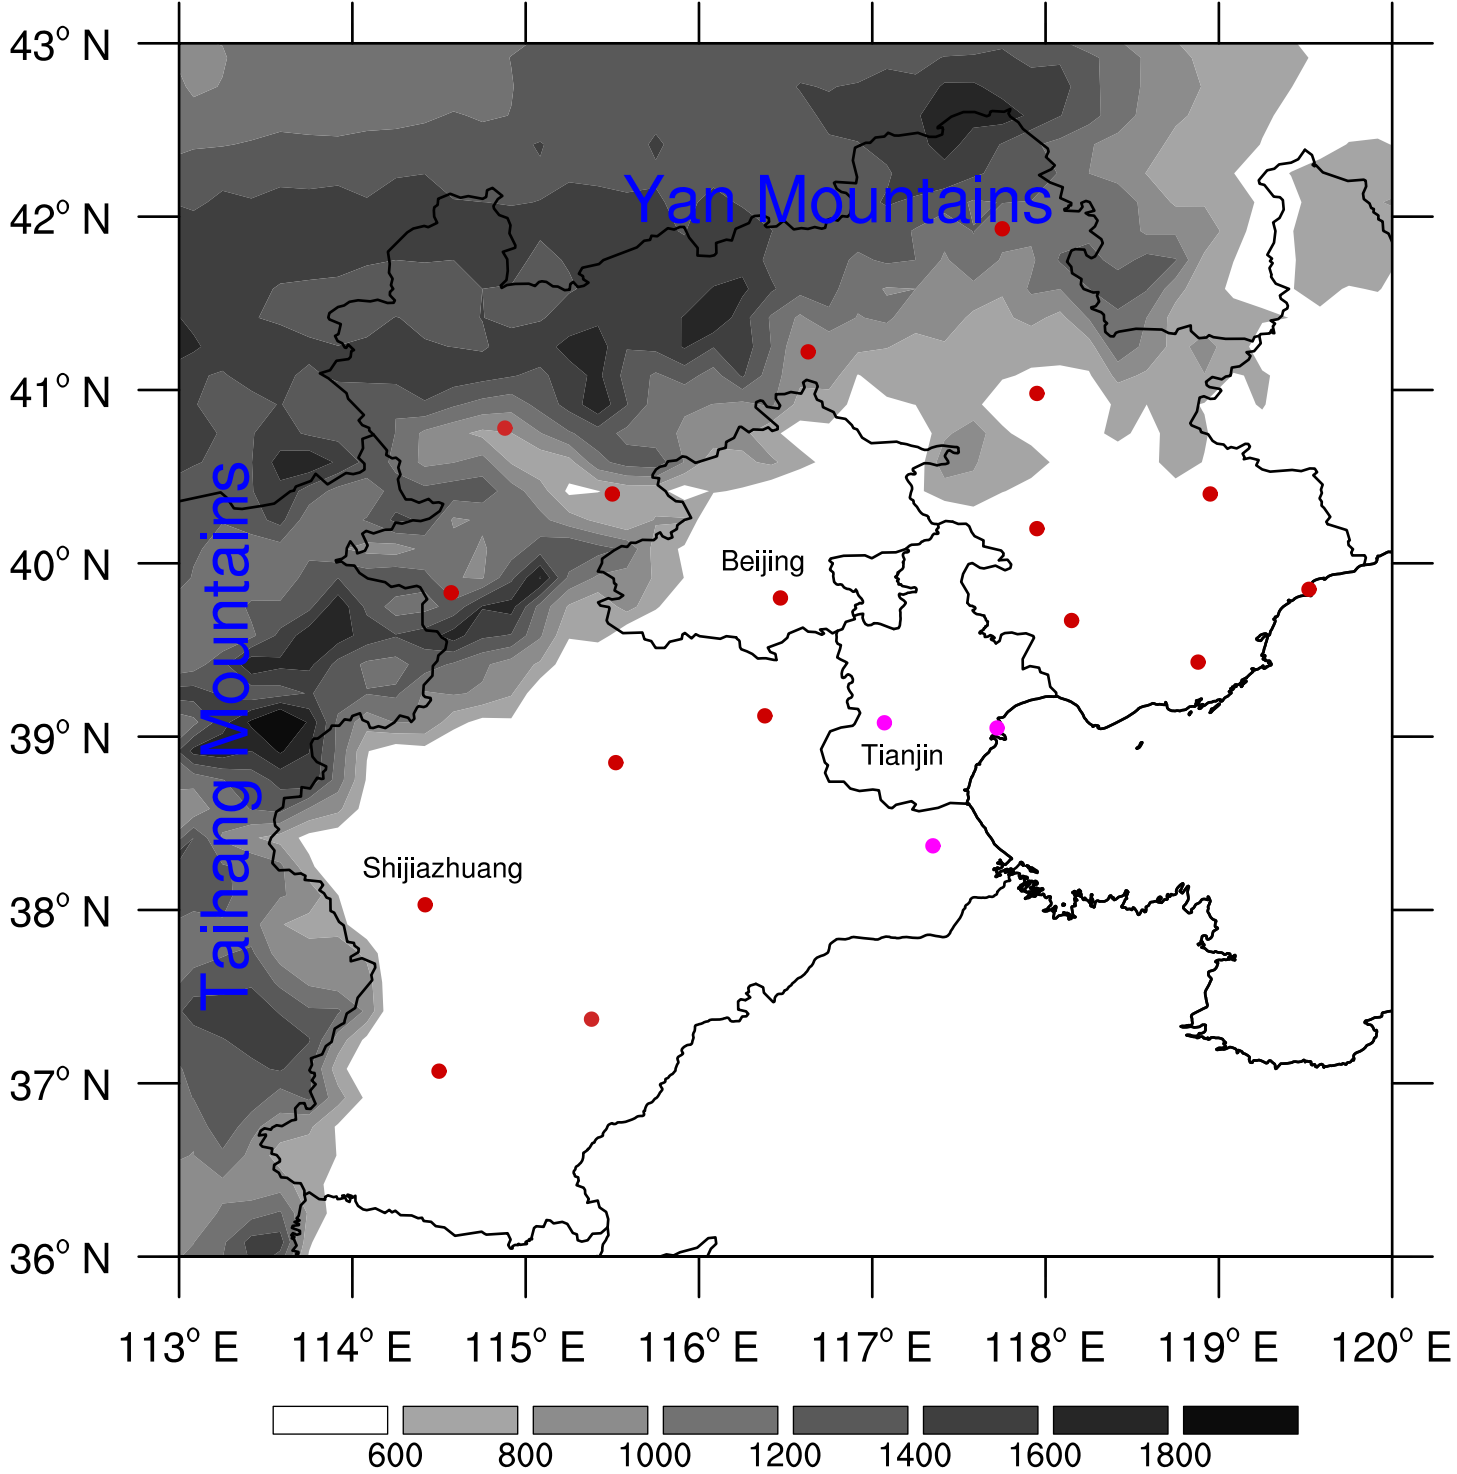 43° N
Yan Mountains
42° N
41° N
Taihang Mountains
40° N
Beijing
39° N
Tianjin
Shijiazhuang
38° N
37° N
36° N
113° E 114° E 115° E 116° E 117° E 118° E 119° E 120° E
600 800 1000 1200 1400 1600 1800